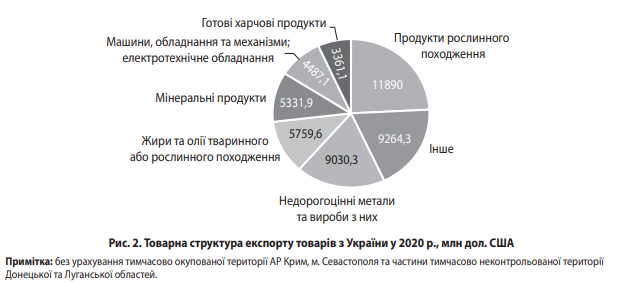 Готові харчові продукти
Машини, обладнання та механізми;
електротехнічне обладнання
Мінеральні продукти
Жири та олії тваринного
або рослинного походження
Продукти рослинного
походження
Інше
Недорогоцінні метали
та вироби з них
3361,1
4487,1
5331,9
5759,6
9030,3
9264,3
11890
Рис. 2. Товарна структура експорту товарів з України у 2020 р., млн дол. США
Примітка: без урахування тимчасово окупованої території АР Крим, м. Севастополя та частини тимчасово неконтрольованої території
Донецької та Луганської областей.